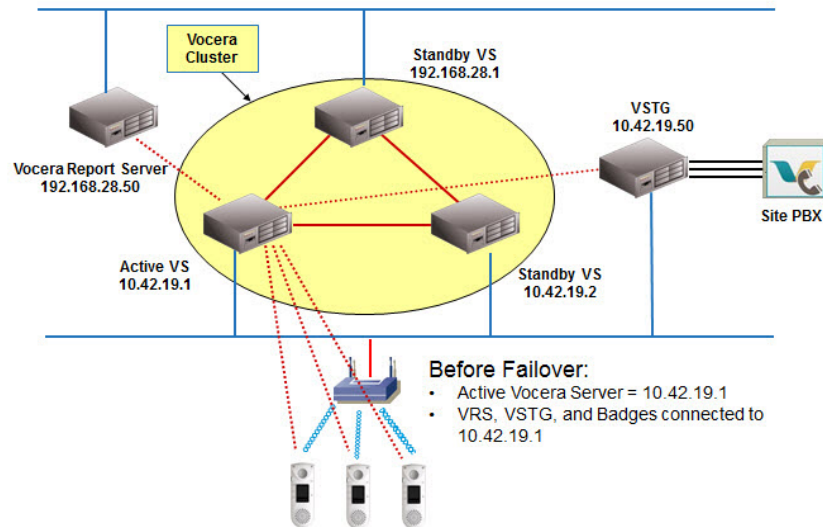 Vocera
Cluster
Standby VS
192.168.28.1
VSTG
10.42.19.50
Vocera Report Server
192.168.28.50
Site PBX
Active VS
10.42.19.1
Standby VS
10.42.19.2
Before Failover:
• Active Vocera Server = 10.42.19.1
• VRS, VSTG, and Badges connected to
10.42.19.1